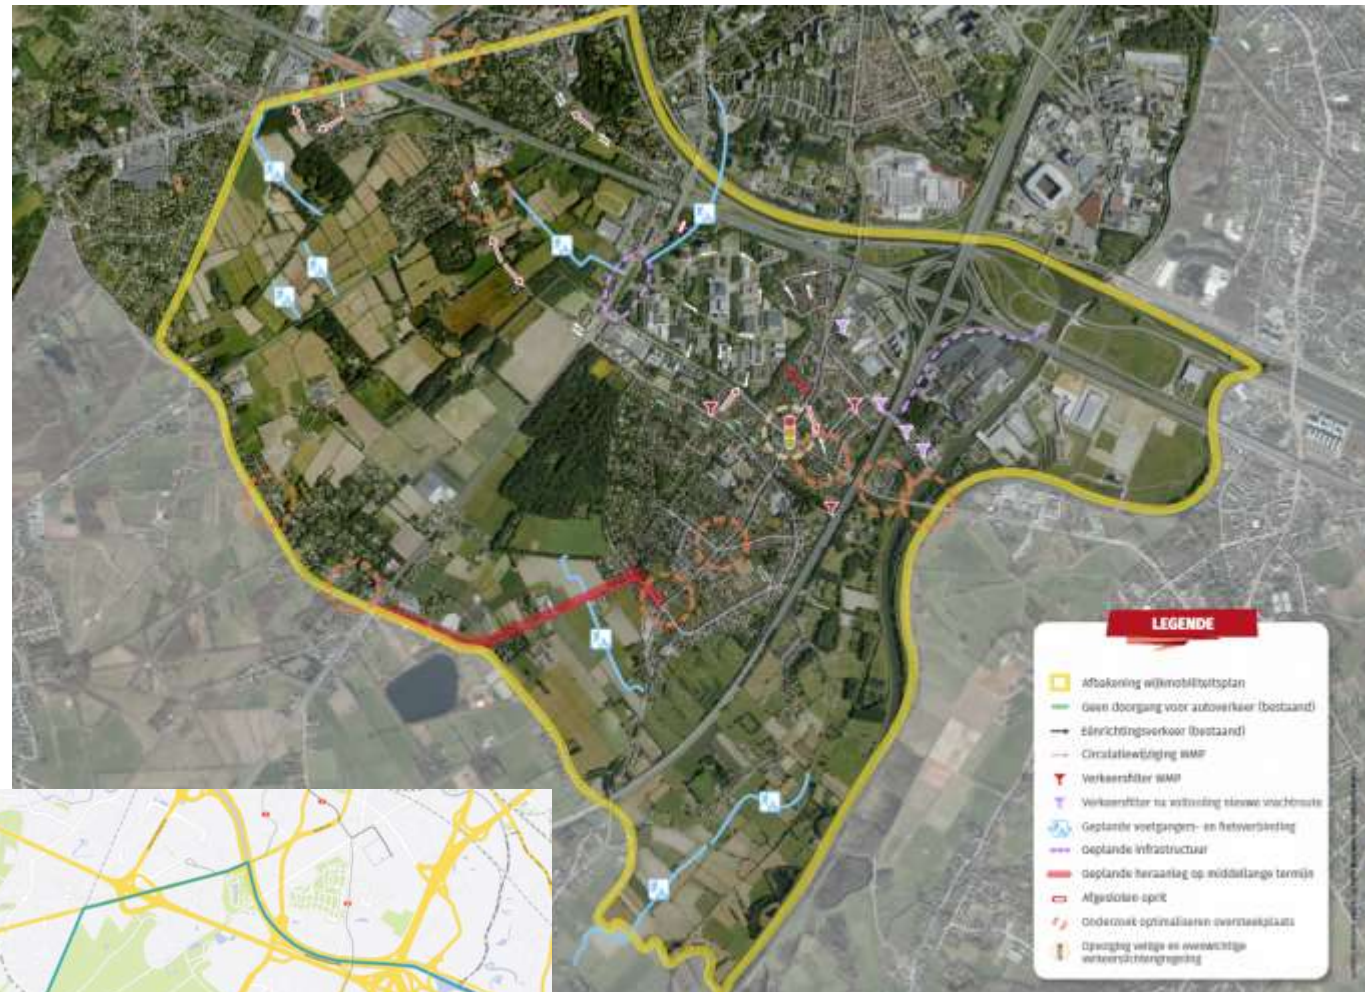 LEGENDE
Afbakening wijkmobiliteitsplan
Geen doorgang voor autoverkeer (bestaand)
Eénrichtingsverkeer (bestaand)
Circulatiewijziging WMP
Verkeersfilter WMP
Verkeersfilter na voltooiing nieuwe vrachtroute
Geplande voetgangers- en fietsverbinding
Geplande infrastructuur
Geplande heraanleg op middellange termijn
Afgesloten oprit
Onderzoek optimaliseren oversteekplaats
Opvolging veilige en evenwichtige
verkeerslichtenregeling